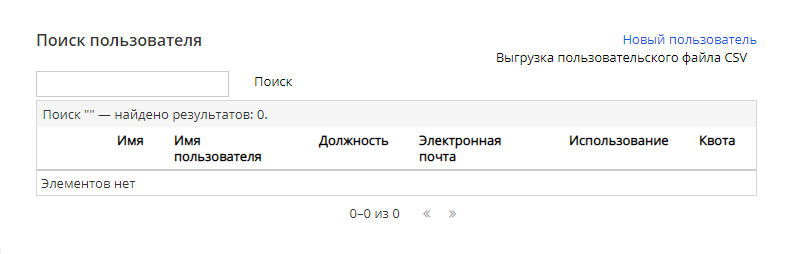 Поиск пользователя
Новый пользователь
Выгрузка пользовательского файла CSV
Поиск
Поиск "" — найдено результатов: 0.
Имя Имя пользователя Должность Электронная почта Использование Квота
Элементов нет
0–0 из 0 « »